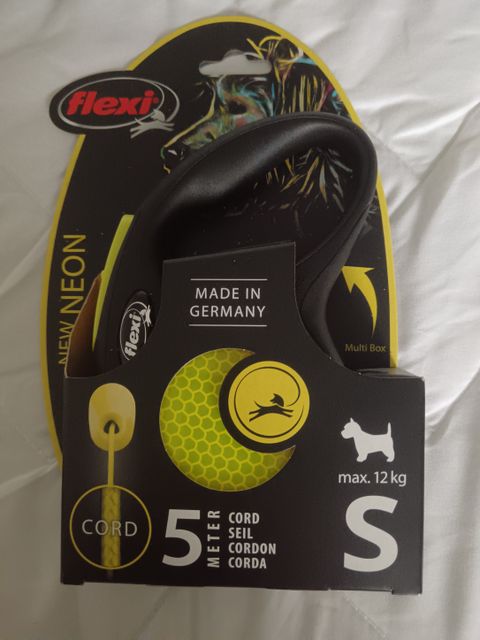 flexi
NEW NEON
flexi
MADE IN
GERMANY
Multi Box
max. 12 kg
CORD
5
METER
CORD
SEIL
CORDON
CORDA
S